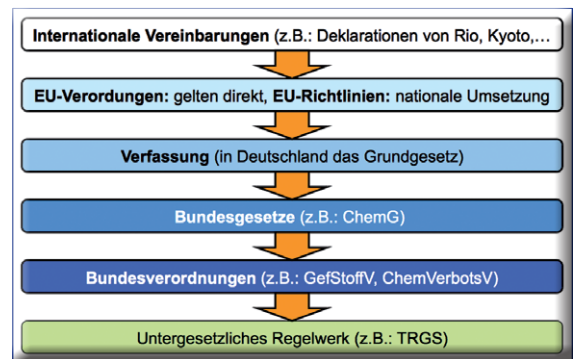 Internationale Vereinbarungen (z.B.: Deklarationen von Rio, Kyoto,…
EU-Verordungen: gelten direkt, EU-Richtlinien: nationale Umsetzung
Verfassung (in Deutschland das Grundgesetz)
Bundesgesetze (z.B.: ChemG)
Bundesverordnungen (z.B.: GefStoffV, ChemVerbotsV)
Untergesetzliches Regelwerk (z.B.: TRGS)